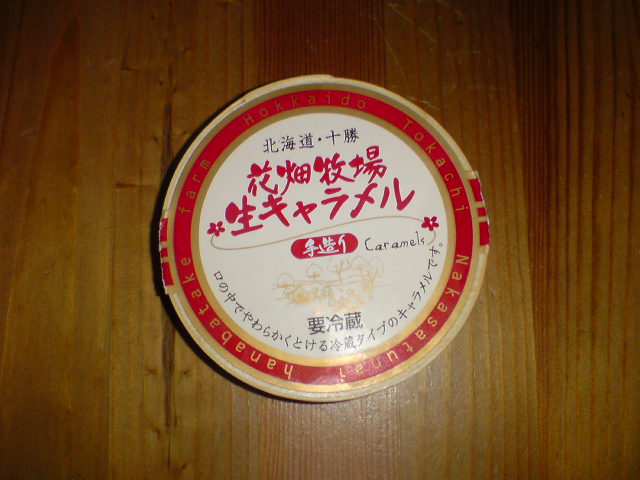 Hokkaido Tokachi Nakasatunai hanabatake farm
北海道・十勝
花畑牧場
生キャラメル
手造り Caramels
要冷蔵
口の中でやわらかくとける冷蔵タイプのキャラメルです。